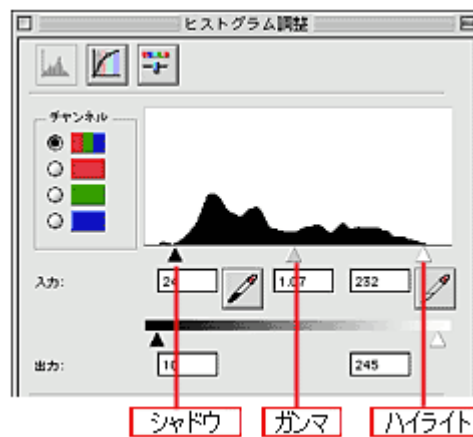 ヒストグラム調整
チャンネル
入力:
24
1.07
232
出力:
10
245
シャドウ
ガンマ
ハイライト